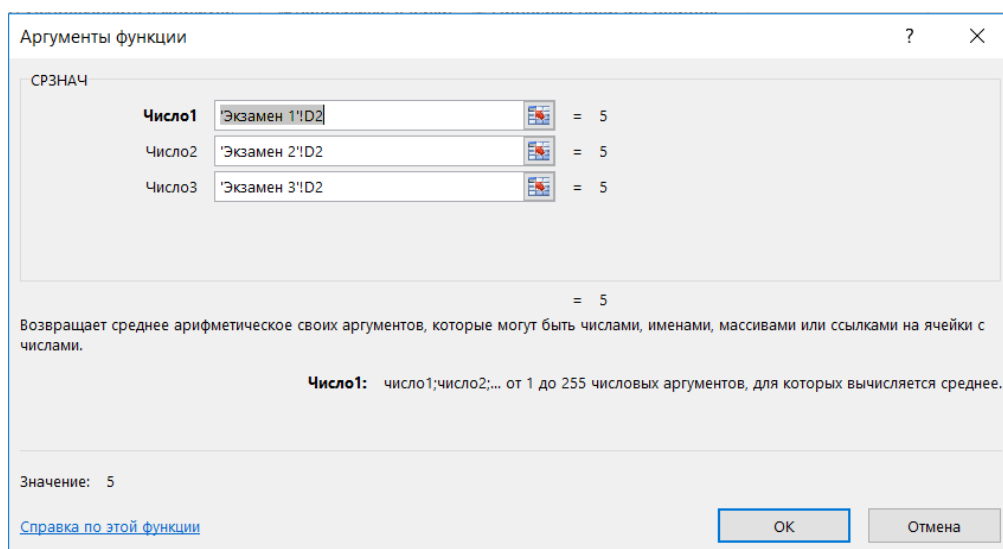 Аргументы функции ?
СРЗНАЧ
Число1 'Экзамен 1'!D2 = 5
Число2 'Экзамен 2'!D2 = 5
Число3 'Экзамен 3'!D2 = 5
= 5
Возвращает среднее арифметическое своих аргументов, которые могут быть числами, именами, массивами или ссылками на ячейки с
числами.
Число1: число1;число2;... от 1 до 255 числовых аргументов, для которых вычисляется среднее.
Значение: 5
Справка по этой функции ОК Отмена